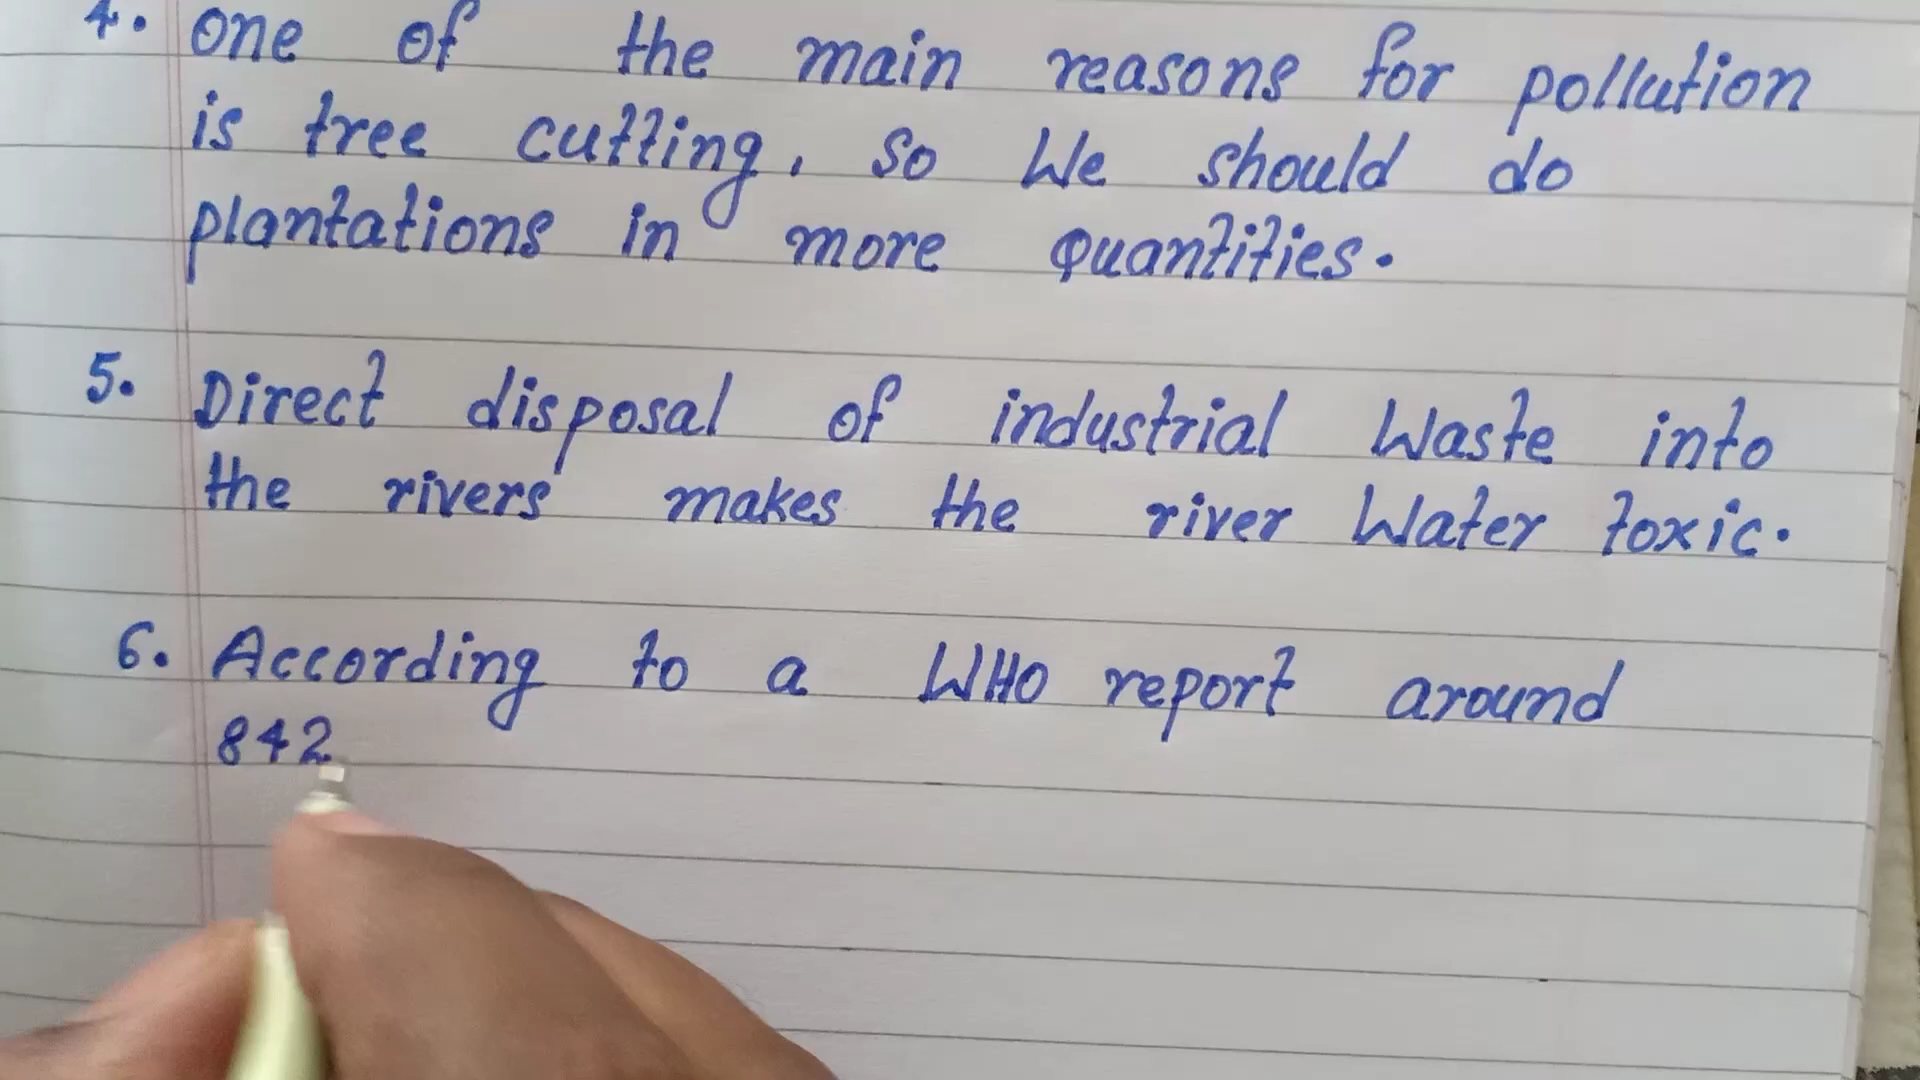 4. one of the main reasons for pollution
is tree cutting, so We should do
plantations in more Quantities.
5. Direct disposal of industrial Waste into
the rivers makes the river Water toxic.
6. According to a WHO report around
842